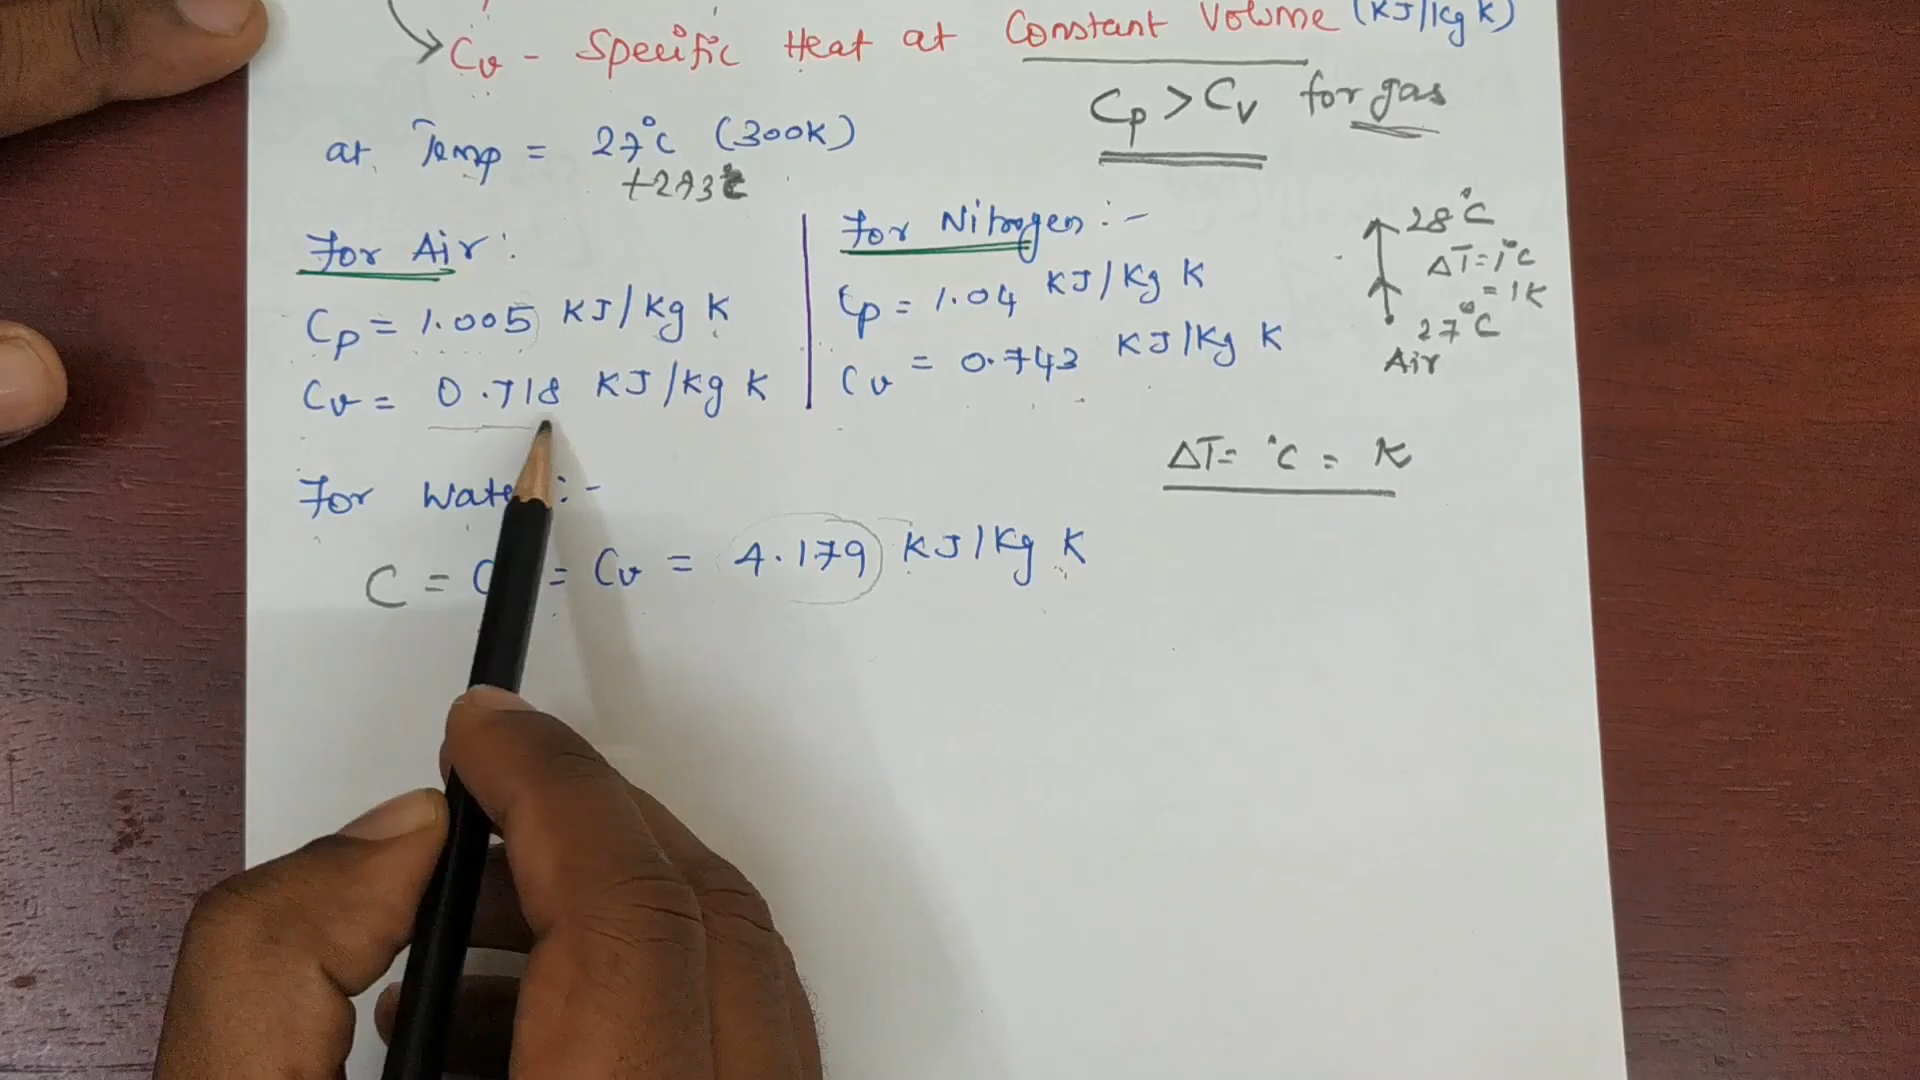 Cv - Specific Heat at Constant Volume (KJ/kg K)
Cp > Cv for gas
at Temp = 27°C (300K)
+273
For Air:
Cp = 1.005 KJ/kg K
Cv = 0.718 KJ/kg K
For Nitrogen :-
Cp = 1.04 KJ/Kg K
Cv = 0.743 KJ/Kg K
28°C
ΔT=1°C
= 1K
27°C
Air
ΔT= °C = K
For Water :-
C = C = Cv = 4.179 KJ/Kg K